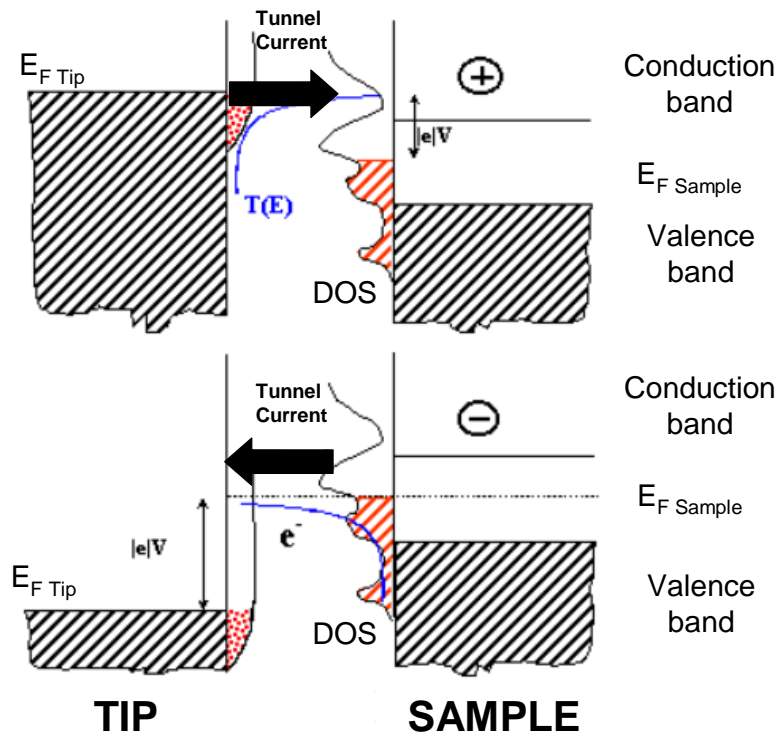 Tunnel
Current
E_F Tip
+
Conduction
band
|e|V
E_F Sample
T(E)
Valence
band
DOS
Tunnel
Current
−
Conduction
band
E_F Sample
e⁻
|e|V
E_F Tip
Valence
band
DOS
TIP
SAMPLE